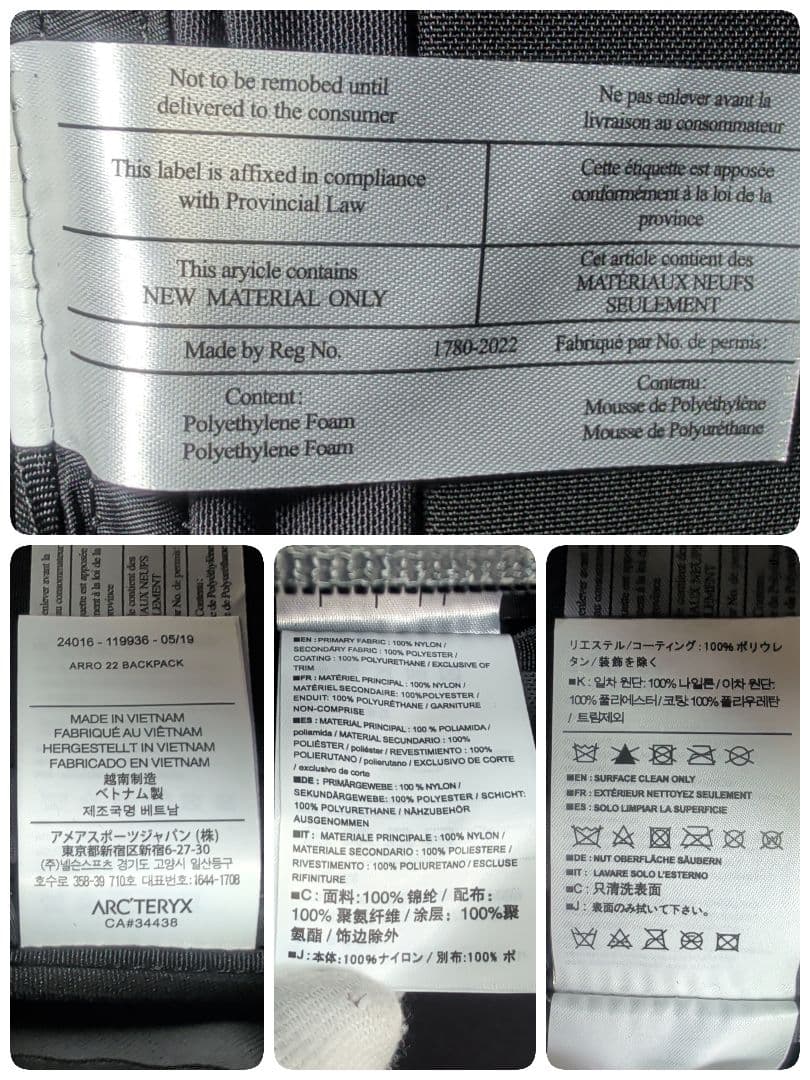 Not to be remobed until
delivered to the consumer
Ne pas enlever avant la
livraison au consommateur
This label is affixed in compliance
with Provincial Law
Cette étiquette est apposée
conformément à la loi de la
province
This aryicle contains
NEW MATERIAL ONLY
Cet article contient des
MATÉRIAUX NEUFS
SEULEMENT
Made by Reg No. 1780-2022 Fabriqué par No. de permis:
Content:
Polyethylene Foam
Polyethylene Foam
Contenu:
Mousse de Polyéthylène
Mousse de Polyuréthane
24016 - 119936 - 05/19
ARRO 22 BACKPACK
MADE IN VIETNAM
FABRIQUÉ AU VIÊTNAM
HERGESTELLT IN VIETNAM
FABRICADO EN VIETNAM
越南制造
ベトナム製
제조국명 베트남
アメアスポーツジャパン (株)
東京都新宿区新宿6-27-30
(주)넬슨스포츠 경기도 고양시 일산동구
호수로 358-39 710호 대표번호:1644-1708
ARC'TERYX
CA#34438
■EN : PRIMARY FABRIC : 100% NYLON /
SECONDARY FABRIC : 100% POLYESTER /
COATING : 100% POLYURETHANE / EXCLUSIVE OF
TRIM
■FR : MATÉRIEL PRINCIPAL : 100% NYLON /
MATÉRIEL SECONDAIRE : 100%POLYESTER /
ENDUIT: 100% POLYURÉTHANE / GARNITURE
NON-COMPRISE
■ES : MATERIAL PRINCIPAL : 100 % POLIAMIDA /
poliamida / MATERIAL SECUNDARIO : 100%
POLIÉSTER / poliéster / REVESTIMIENTO : 100%
POLIERUTANO / polierutano / EXCLUSIVO DE CORTE
/ exclusivo de corte
■DE : PRIMÄRGEWEBE : 100 % NYLON /
SEKUNDÄRGEWEBE: 100% POLYESTER / SCHICHT:
100% POLYURETHANE / NÄHZUBEHÖR
AUSGENOMMEN
■IT : MATERIALE PRINCIPALE : 100% NYLON /
MATERIALE SECONDARIO : 100% POLIESTERE /
RIVESTIMENTO : 100% POLIURETANO / ESCLUSE
RIFINITURE
■C : 面料:100% 锦纶 / 配布:
100% 聚氨纤维 / 涂层: 100%聚
氨酯 / 饰边除外
■J : 本体:100%ナイロン / 別布:100% ポ
リエステル/コーティング:100% ポリウレ
タン/装飾を除く
■K : 일차 원단: 100% 나일론/이차 원단:
100% 폴리에스터/코팅: 100% 폴리우레탄
/ 트림제외
■EN : SURFACE CLEAN ONLY
■FR : EXTÉRIEUR NETTOYEZ SEULEMENT
■ES : SOLO LIMPIAR LA SUPERFICIE
■DE : NUT OBERFLÄCHE SÄUBERN
■IT : LAVARE SOLO L'ESTERNO
■C : 只清洗表面
■J : 表面のみ拭いて下さい。